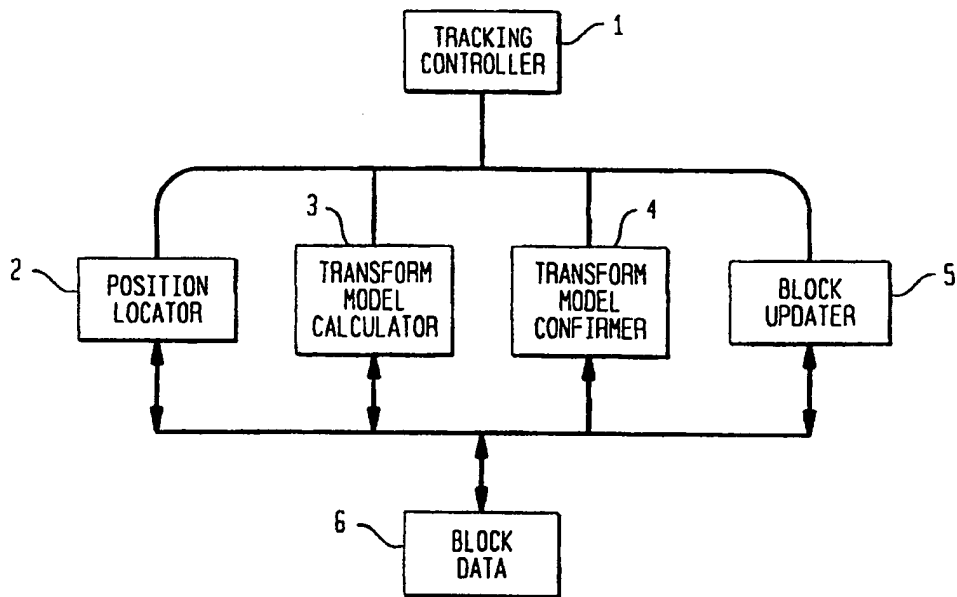 TRACKING
CONTROLLER
1
2
POSITION
LOCATOR
3
TRANSFORM
MODEL
CALCULATOR
4
TRANSFORM
MODEL
CONFIRMER
BLOCK
UPDATER
5
6
BLOCK
DATA